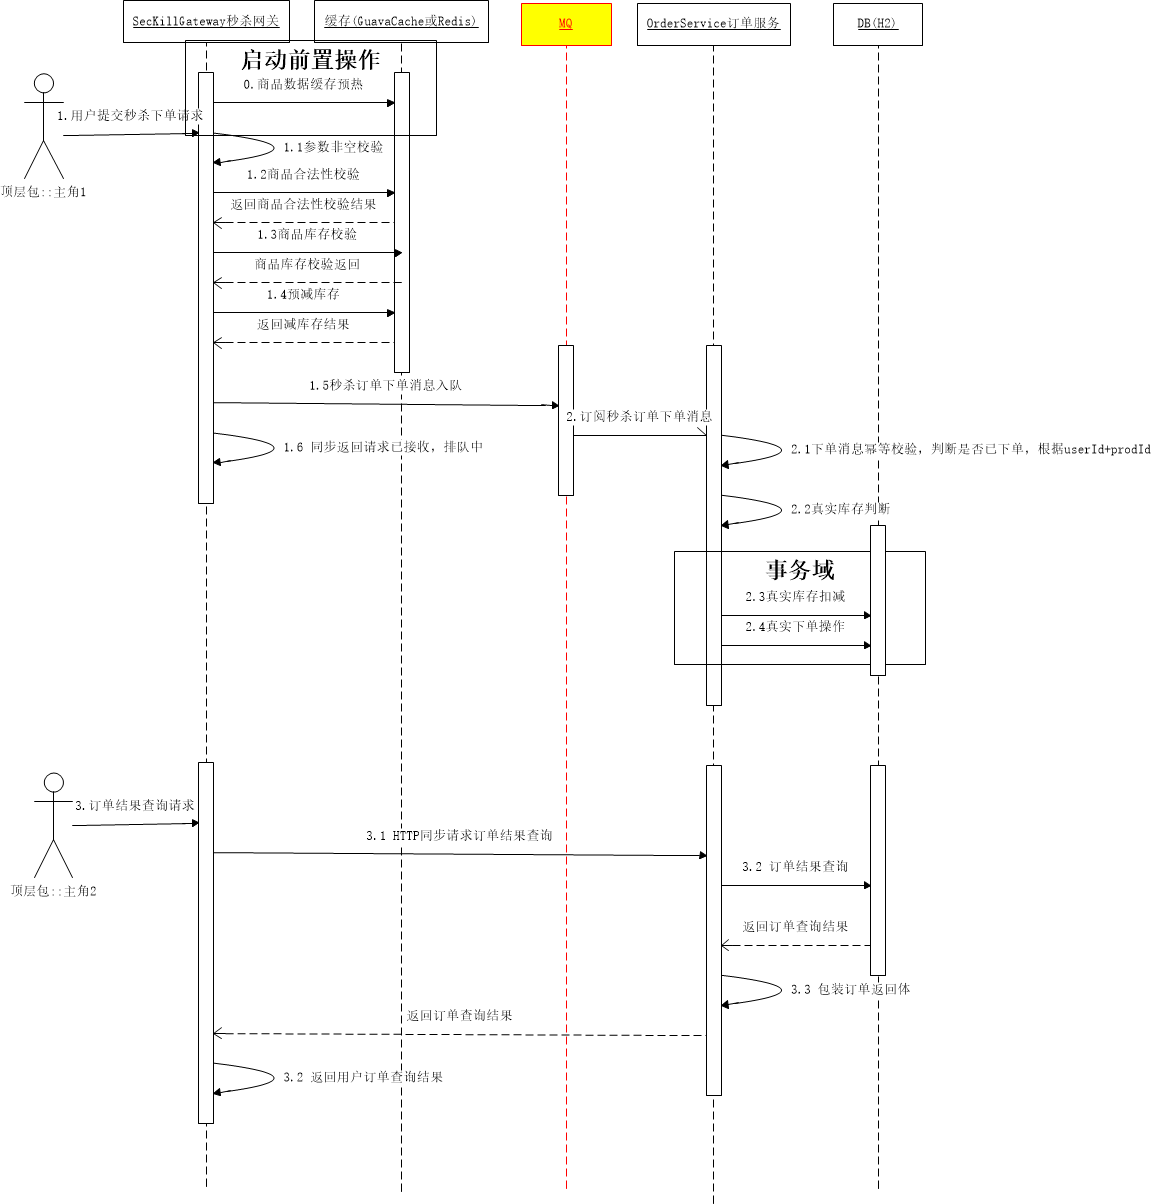 SecKillGateway秒杀网关
缓存(GuavaCache或Redis)
MQ
OrderService订单服务
DB(H2)
启动前置操作
0.商品数据缓存预热
1.用户提交秒杀下单请求
1.1参数非空校验
1.2商品合法性校验
顶层包::主角1
返回商品合法性校验结果
1.3商品库存校验
商品库存校验返回
1.4预减库存
返回减库存结果
1.5秒杀订单下单消息入队
2.订阅秒杀订单下单消息
1.6 同步返回请求已接收，排队中
2.1下单消息幂等校验，判断是否已下单，根据userId+prodId
2.2真实库存判断
事务域
2.3真实库存扣减
2.4真实下单操作
3.订单结果查询请求
3.1 HTTP同步请求订单结果查询
3.2 订单结果查询
顶层包::主角2
返回订单查询结果
3.3 包装订单返回体
返回订单查询结果
3.2 返回用户订单查询结果